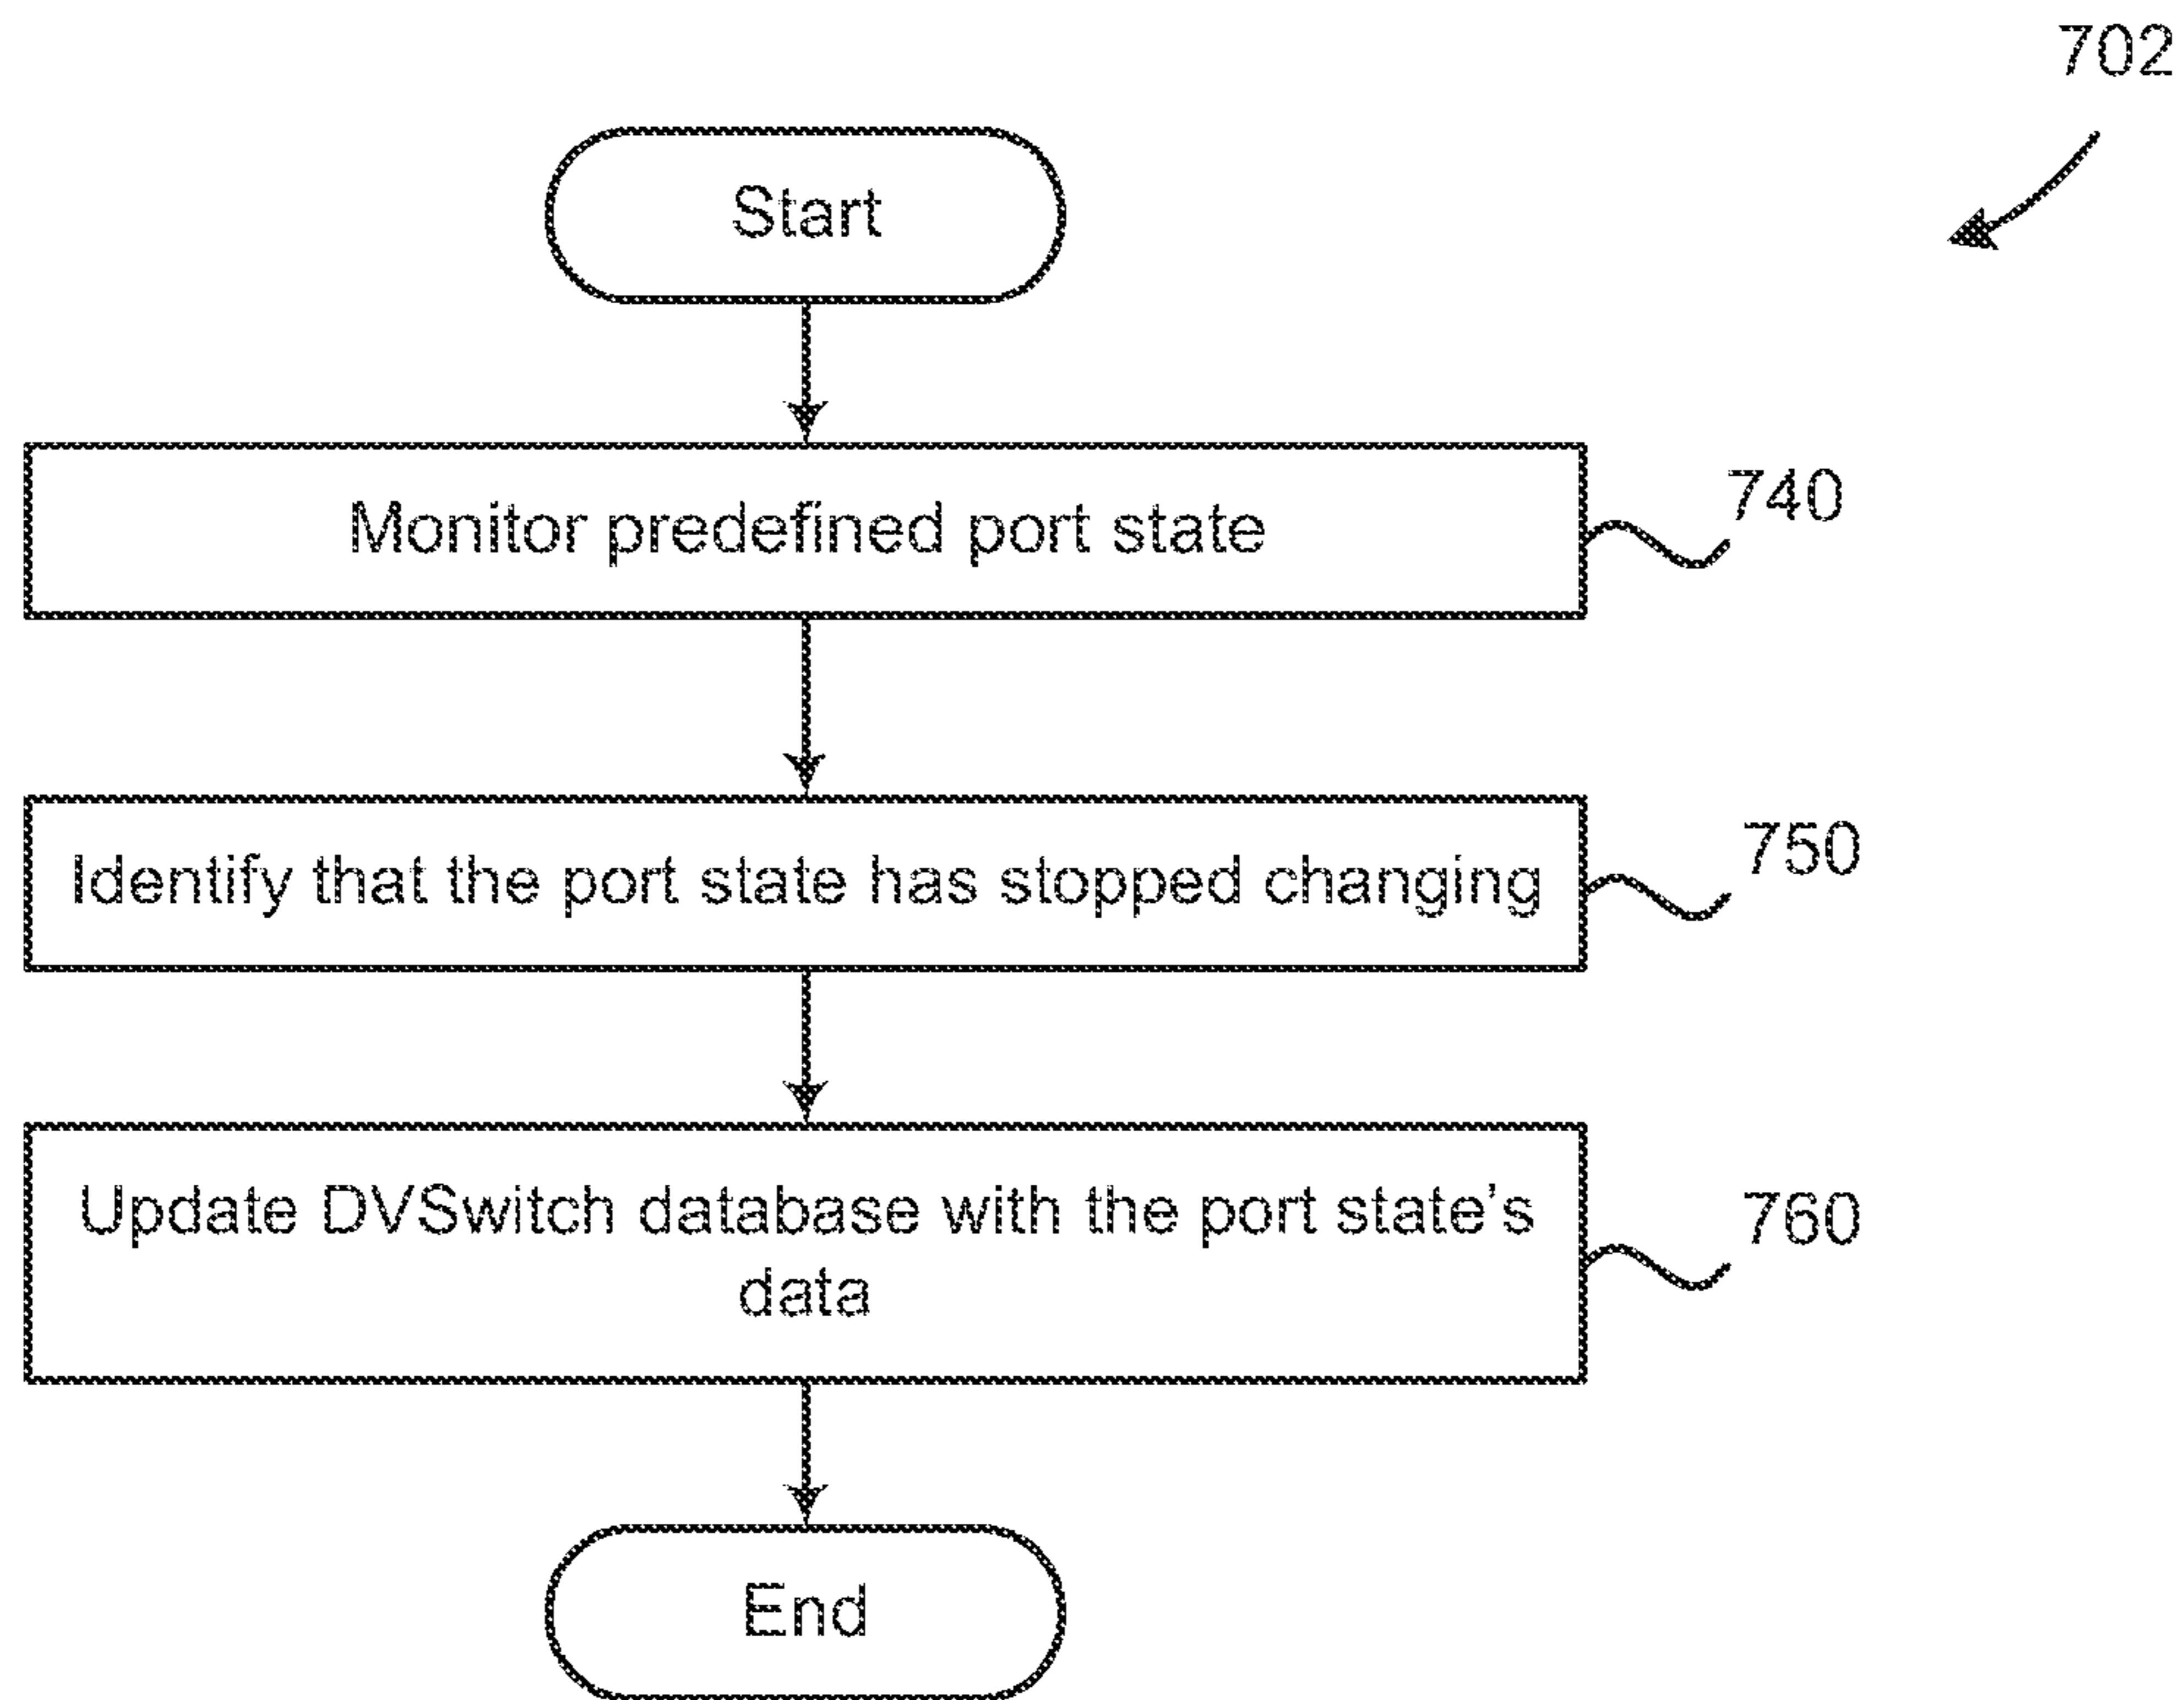 702
Start
Monitor predefined port state
740
Identify that the port state has stopped changing
750
Update DVSwitch database with the port state's
data
760
End